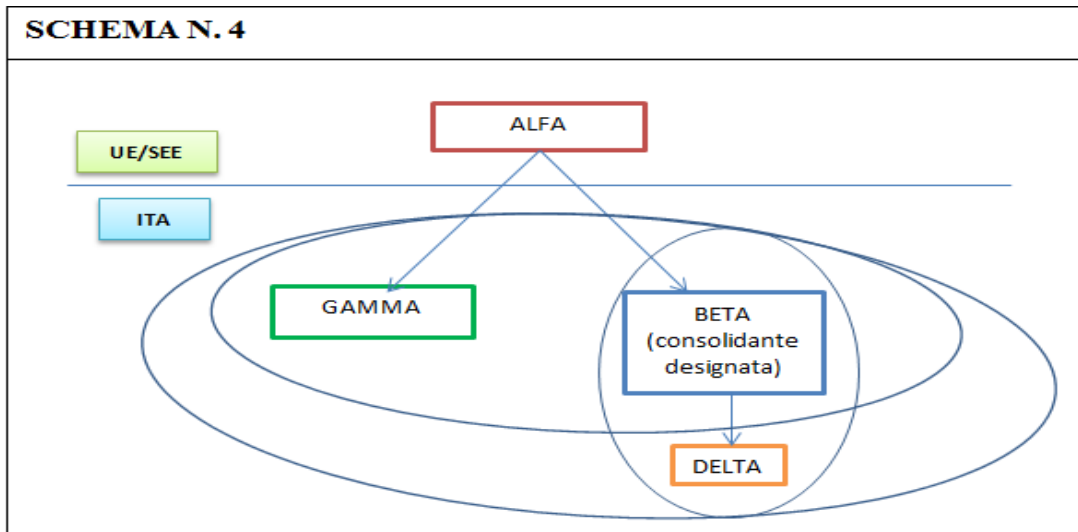 SCHEMA N. 4
ALFA
UE/SEE
ITA
GAMMA
BETA
(consolidante
designata)
DELTA